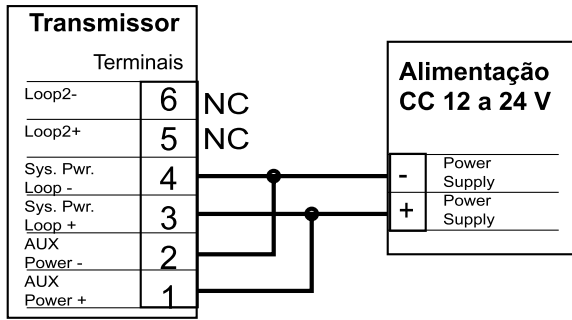 Transmissor
Terminais
Loop2- 6 NC
Loop2+ 5 NC
Sys. Pwr.
Loop - 4
Sys. Pwr.
Loop + 3
AUX
Power - 2
AUX
Power + 1
Alimentação
CC 12 a 24 V
- Power
Supply
+ Power
Supply